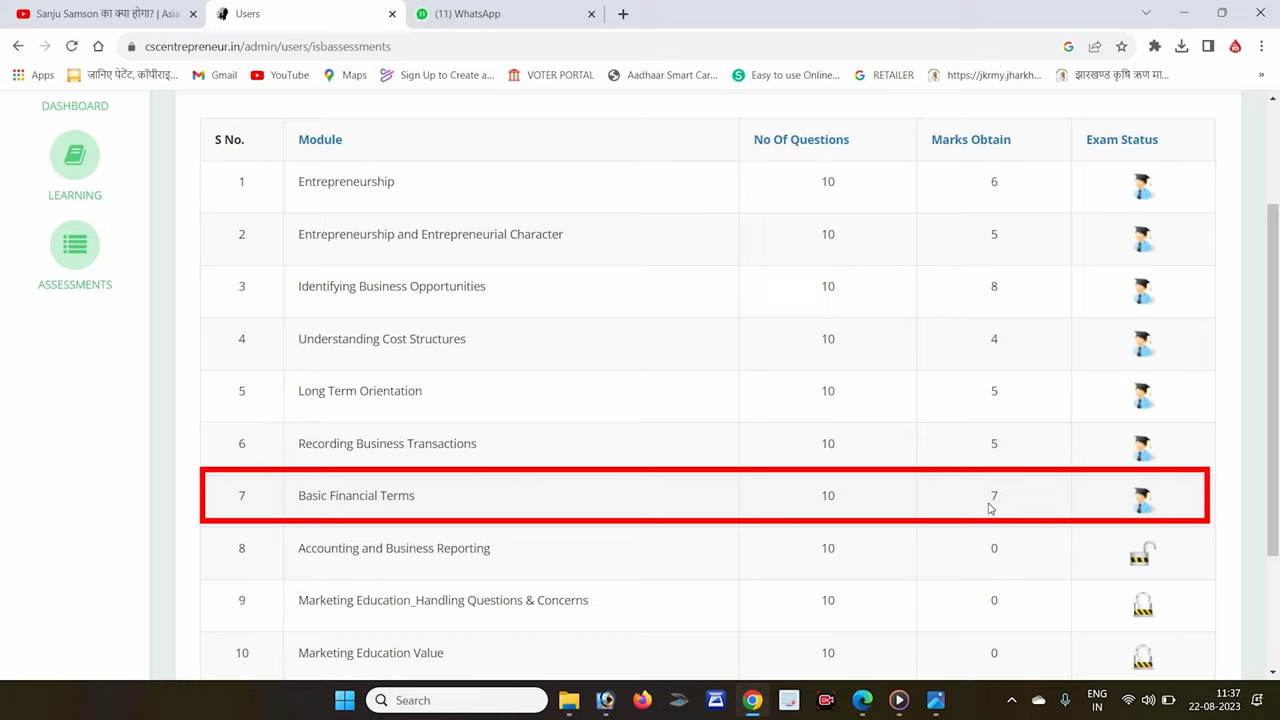 Sanju Samson का क्या होगा? | Asia
Users
(11) WhatsApp
cscentrepreneur.in/admin/users/isbassessments
Apps
जानिए पेटेंट, कॉपीराइ...
Gmail
YouTube
Maps
Sign Up to Create a...
VOTER PORTAL
Aadhaar Smart Car...
Easy to use Online...
RETAILER
https://jkrmy.jharkh...
झारखण्ड कृषि ऋण मा...
»
DASHBOARD
LEARNING
ASSESSMENTS
S No. Module No Of Questions Marks Obtain Exam Status
1 Entrepreneurship 10 6
2 Entrepreneurship and Entrepreneurial Character 10 5
3 Identifying Business Opportunities 10 8
4 Understanding Cost Structures 10 4
5 Long Term Orientation 10 5
6 Recording Business Transactions 10 5
7 Basic Financial Terms 10 7
8 Accounting and Business Reporting 10 0
9 Marketing Education_Handling Questions & Concerns 10 0
10 Marketing Education Value 10 0
Search
ENG
IN
11:37
22-08-2023